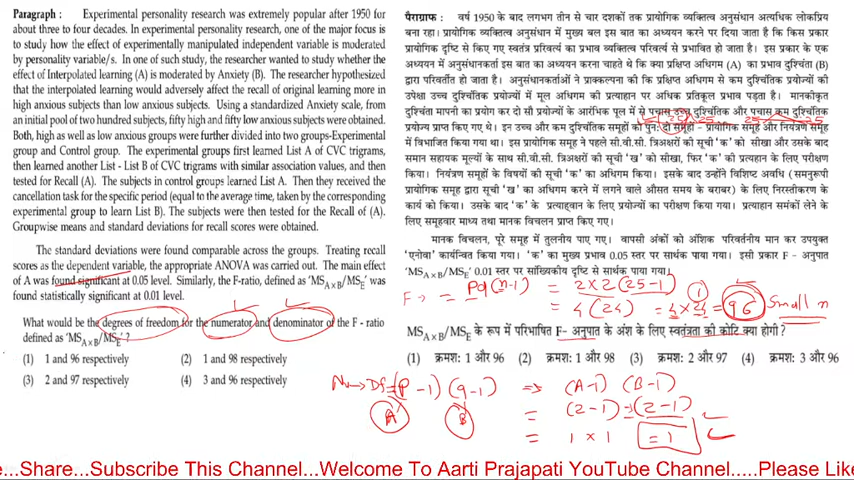 Paragraph : Experimental personality research was extremely popular after 1950 for
about three to four decades. In experimental personality research, one of the major focus is
to study how the effect of experimentally manipulated independent variable is moderated
by personality variable/s. In one of such study, the researcher wanted to study whether the
effect of Interpolated learning (A) is moderated by Anxiety (B). The researcher hypothesized
that the interpolated learning would adversely affect the recall of original learning more in
high anxious subjects than low anxious subjects. Using a standardized Anxiety scale, from
an initial pool of two hundred subjects, fifty high and fifty low anxious subjects were obtained.
Both, high as well as low anxious groups were further divided into two groups-Experimental
group and Control group. The experimental groups first learned List A of CVC trigrams,
then learned another List - List B of CVC trigrams with similar association values, and then
tested for Recall (A). The subjects in control groups learned List A. Then they received the
cancellation task for the specific period (equal to the average time, taken by the corresponding
experimental group to learn List B). The subjects were then tested for the Recall of (A).
Groupwise means and standard deviations for recall scores were obtained.
The standard deviations were found comparable across the groups. Treating recall
scores as the dependent variable, the appropriate ANOVA was carried out. The main effect
of A was found significant at 0.05 level. Similarly, the F-ratio, defined as 'MSA×B/MSE' was
found statistically significant at 0.01 level.
What would be the degrees of freedom for the numerator and denominator of the F - ratio
defined as 'MSA×B/MSE' ?
(1) 1 and 96 respectively (2) 1 and 98 respectively
(3) 2 and 97 respectively (4) 3 and 96 respectively
पैराग्राफ : वर्ष 1950 के बाद लगभग तीन से चार दशकों तक प्रायोगिक व्यक्तित्व अनुसंधान अत्यधिक लोकप्रिय
बना रहा। प्रायोगिक व्यक्तित्व अनुसंधान में मुख्य बल इस बात का अध्ययन करने पर दिया जाता है कि किस प्रकार
प्रायोगिक दृष्टि से किए गए स्वतंत्र प्ररिवर्त्य का प्रभाव व्यक्तित्व परिवर्त्य से प्रभावित हो जाता है। इस प्रकार के एक
अध्ययन में अनुसंधानकर्ता इस बात का अध्ययन करना चाहते थे कि क्या प्रक्षिप्त अधिगम (A) का प्रभाव दुश्चिंता (B)
द्वारा परिवर्तित हो जाता है। अनुसंधानकर्ताओं ने प्राक्कल्पना की कि प्रक्षिप्त अधिगम से कम दुश्चिंतित प्रयोज्यों की
उपेक्षा उच्च दुश्चिंतित प्रयोज्यों में मूल अधिगम की प्रत्याहान पर अधिक प्रतिकूल प्रभाव पड़ता है। मानकीकृत
दुश्चिंता मापनी का प्रयोग कर दो सौ प्रयोज्यों के आरंभिक पूल में से पचास उच्च दुश्चिंतित और पचास कम दुश्चिंतित
प्रयोज्य प्राप्त किए गए थे। इन उच्च और कम दुश्चिंतित समूहों को पुन: दो समूहों - प्रायोगिक समूह और नियंत्रण समूह
में विभाजित किया गया था। इस प्रायोगिक समूह ने पहले सी.वी.सी. त्रिअक्षरों की सूची 'क' को सीखा और उसके बाद
समान साहचर्य मूल्यों के साथ सी.वी.सी. त्रिअक्षरों की सूची 'ख' को सीखा, फिर 'क' की प्रत्याहन के लिए परीक्षण
किया। नियंत्रण समूहों के विषयों की सूची 'क' का अधिगम किया। इसके बाद उन्होंने विशिष्ट अवधि (समनुरूपी
प्रायोगिक समूह द्वारा सूची ख का अधिगम में लगने वाले औसत समय के बराबर) के लिए निरस्तीकरण के
कार्य को किया। उसके बाद 'क' के प्रत्याह्वान के लिए प्रयोज्यों का परीक्षण किया गया। प्रत्याहान समंकों लेने के
लिए समूहवार माध्य तथा मानक विचलन प्राप्त किए गए।
मानक विचलन, पूरे समूह में तुलनीय पाए गए। वापसी अंकों को आंशिक परिवर्तनीय मान कर उपयुक्त
'एनोवा' कार्यन्वित किया गया। 'क' का मुख्य प्रभाव 0.05 स्तर पर सार्थक पाया गया। इसी प्रकार F - अनुपात
'MSA×B/MSE' 0.01 स्तर पर सांख्यिकीय दृष्टि से सार्थक पाया गया।
F → = pq(n-1) = 2×2(25-1)
= 4(24) = 4×24 = 96 Small n
MSA×B/MSE के रूप में परिभाषित F- अनुपात के अंश के लिए स्वतंत्रता की कोटि क्या होगी?
(1) क्रमश: 1 और 96 (2) क्रमश: 1 और 98 (3) क्रमश: 2 और 97 (4) क्रमश: 3 और 96
Nu → Df = (p-1) (q-1) ⇒ (A-1) (B-1)
A B = (2-1) = (2-1)
= 1 × 1 = 1
e...Share...Subscribe This Channel...Welcome to Aarti Prajapati YouTube Channel.....Please Like